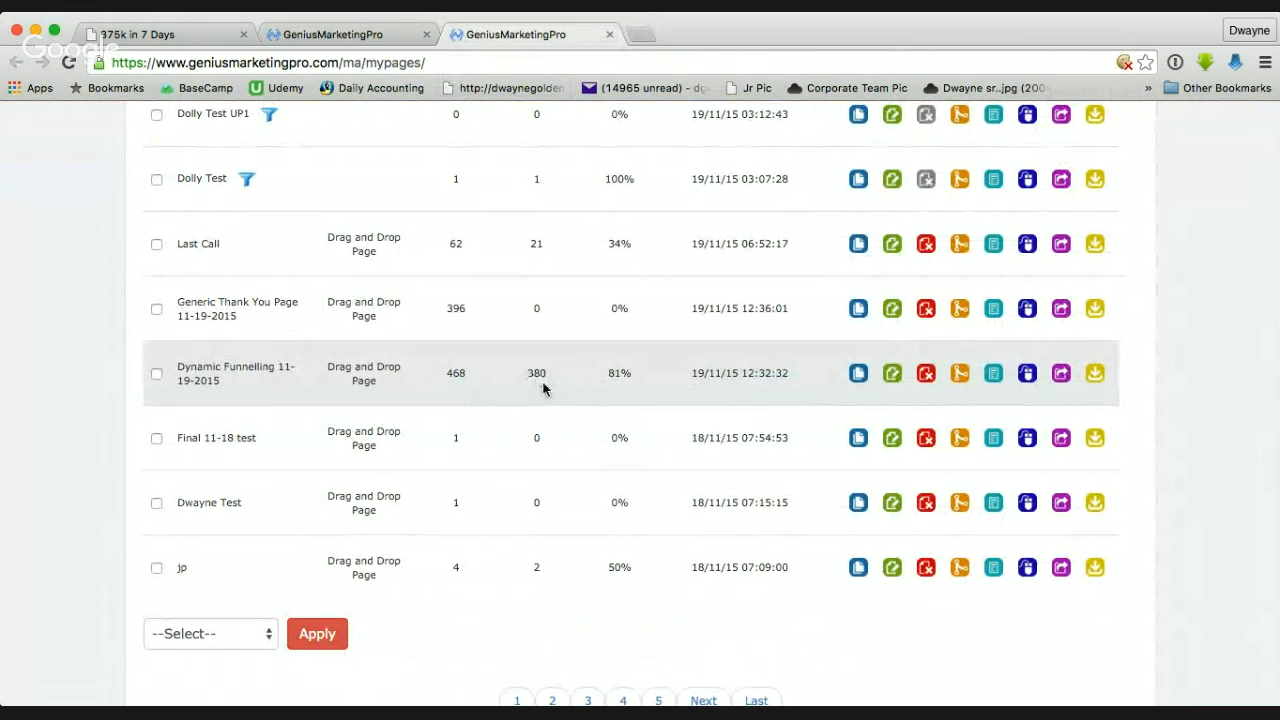 375k in 7 Days
GeniusMarketingPro
GeniusMarketingPro
Dwayne
Google
https://www.geniusmarketingpro.com/ma/mypages/
Apps
Bookmarks
BaseCamp
Udemy
Daily Accounting
http://dwaynegolden
(14965 unread) - dg
Jr Pic
Corporate Team Pic
Dwayne sr..jpg (200
»
Other Bookmarks
Dolly Test UP1 0 0 0% 19/11/15 03:12:43
Dolly Test 1 1 100% 19/11/15 03:07:28
Last Call Drag and Drop Page 62 21 34% 19/11/15 06:52:17
Generic Thank You Page 11-19-2015 Drag and Drop Page 396 0 0% 19/11/15 12:36:01
Dynamic Funnelling 11-19-2015 Drag and Drop Page 468 380 81% 19/11/15 12:32:32
Final 11-18 test Drag and Drop Page 1 0 0% 18/11/15 07:54:53
Dwayne Test Drag and Drop Page 1 0 0% 18/11/15 07:15:15
jp Drag and Drop Page 4 2 50% 18/11/15 07:09:00
--Select--
Apply
1 2 3 4 5 Next Last